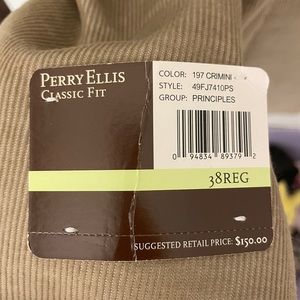 PERRY ELLIS
CLASSIC FIT
COLOR: 197 CRIMINI -
STYLE: 49FJ7410PS
GROUP: PRINCIPLES
0 94834 89379 2
38REG
SUGGESTED RETAIL PRICE: $150.00